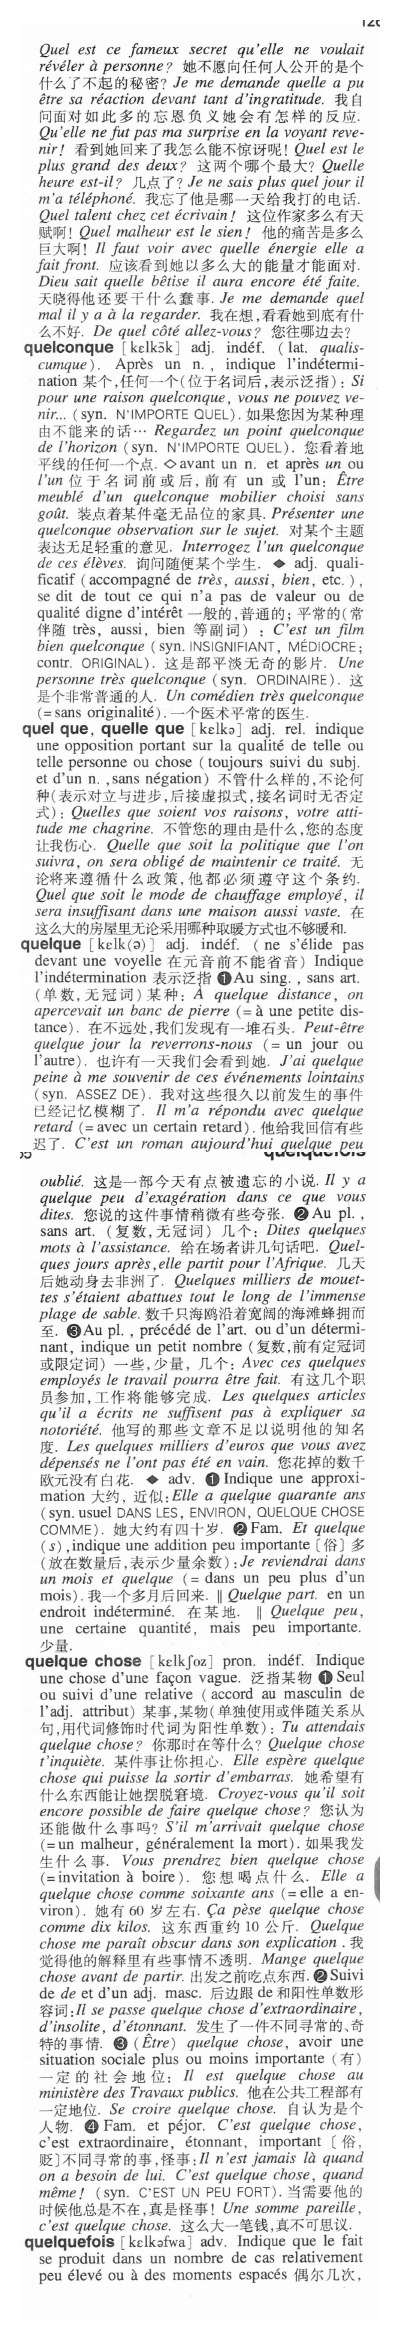 Quel est ce fameux secret qu'elle ne voulait
révéler à personne? 她不愿向任何人公开的是个
什么了不起的秘密? Je me demande quelle a pu
être sa réaction devant tant d'ingratitude. 我自
问面对如此多的忘恩负义她会有怎样的反应.
Qu'elle ne fut pas ma surprise en la voyant reve-
nir! 看到她回来了我怎么能不惊讶呢! Quel est le
plus grand des deux? 这两个哪个最大? Quelle
heure est-il? 几点了? Je ne sais plus quel jour il
m'a téléphoné. 我忘了他是哪一天给我打的电话.
Quel talent chez cet écrivain! 这位作家多么有天
赋啊! Quel malheur est le sien! 他的痛苦是多么
巨大啊! Il faut voir avec quelle énergie elle a
fait front. 应该看到她以多么大的能量才能面对.
Dieu sait quelle bêtise il aura encore été faite.
天晓得他还要干什么蠢事. Je me demande quel
mal il y a à la regarder. 我在想,看看她到底有什
么不好. De quel côté allez-vous? 您往哪边去?
quelconque [kɛlkɔ̃k] adj. indéf. (lat. qualis-
cumque). Après un n., indique l'indétermi-
nation 某个,任何一个(位于名词后,表示泛指): Si
pour une raison quelconque, vous ne pouvez ve-
nir... (syn. N'IMPORTE QUEL). 如果您因为某种理
由不能来的话… Regardez un point quelconque
de l'horizon (syn. N'IMPORTE QUEL). 您看着地
平线的任何一个点. ◇avant un n. et après un ou
l'un 位于名词前或后,前有 un 或 l'un: Être
meublé d'un quelconque mobilier choisi sans
goût. 装点着某件毫无品位的家具. Présenter une
quelconque observation sur le sujet. 对某个主题
表达无足轻重的意见. Interrogez l'un quelconque
de ces élèves. 询问随便某个学生. ◆ adj. quali-
ficatif (accompagné de très, aussi, bien, etc.),
se dit de tout ce qui n'a pas de valeur ou de
qualité digne d'intérêt 一般的,普通的; 平常的(常
伴随 très, aussi, bien 等副词) : C'est un film
bien quelconque (syn. INSIGNIFIANT, MÉDIOCRE;
contr. ORIGINAL). 这是部平淡无奇的影片. Une
personne très quelconque (syn. ORDINAIRE). 这
是个非常普通的人. Un comédien très quelconque
(=sans originalité). 一个医术平常的医生.
quel que, quelle que [kɛlkə] adj. rel. indique
une opposition portant sur la qualité de telle ou
telle personne ou chose (toujours suivi du subj.
et d'un n. ,sans négation) 不管什么样的,不论何
种(表示对立与进步,后接虚拟式,接名词时无否定
式): Quelles que soient vos raisons, votre atti-
tude me chagrine. 不管您的理由是什么,您的态度
让我伤心. Quelle que soit la politique que l'on
suivra, on sera obligé de maintenir ce traité. 无
论将来遵循什么政策, 他都必须遵守这个条约.
Quel que soit le mode de chauffage employé, il
sera insuffisant dans une maison aussi vaste. 在
这么大的房屋里无论采用哪种取暖方式也不够暖和.
quelque [kɛlk(ə)] adj. indéf. (ne s'élide pas
devant une voyelle 在元音前不能省音) Indique
l'indétermination 表示泛指 ❶Au sing. , sans art.
(单数,无冠词)某种: À quelque distance, on
apercevait un banc de pierre (=à une petite dis-
tance). 在不远处,我们发现有一堆石头. Peut-être
quelque jour la reverrons-nous (= un jour ou
l'autre). 也许有一天我们会看到她. J'ai quelque
peine à me souvenir de ces événements lointains
(syn. ASSEZ DE). 我对这些很久以前发生的事件
已经记忆模糊了. Il m'a répondu avec quelque
retard (=avec un certain retard). 他给我回信有些
迟了. C'est un roman aujourd'hui quelque peu
oublié. 这是一部今天有点被遗忘的小说. Il y a
quelque peu d'exagération dans ce que vous
dites. 您说的这件事情稍微有些夸张. ❷Au pl. ,
sans art. (复数,无冠词) 几个: Dites quelques
mots à l'assistance. 给在场者讲几句话吧. Quel-
ques jours après,elle partit pour l'Afrique. 几天
后她动身去非洲了. Quelques milliers de mouet-
tes s'étaient abattues tout le long de l'immense
plage de sable. 数千只海鸥沿着宽阔的海滩蜂拥而
至. ❸Au pl. , précédé de l'art. ou d'un détermi-
nant, indique un petit nombre (复数,前有定冠词
或限定词) 一些,少量, 几个: Avec ces quelques
employés le travail pourra être fait. 有这几个职
员参加,工作将能够完成. Les quelques articles
qu'il a écrits ne suffisent pas à expliquer sa
notoriété. 他写的那些文章不足以说明他的知名
度. Les quelques milliers d'euros que vous avez
dépensés ne l'ont pas été en vain. 您花掉的数千
欧元没有白花. ◆ adv. ❶Indique une approxi-
mation 大约, 近似:Elle a quelque quarante ans
(syn. usuel DANS LES, ENVIRON, QUELQUE CHOSE
COMME). 她大约有四十岁. ❷Fam. Et quelque
(s) ,indique une addition peu importante〔俗〕多
(放在数量后,表示少量余数):Je reviendrai dans
un mois et quelque (= dans un peu plus d'un
mois). 我一个多月后回来. ‖ Quelque part. en un
endroit indéterminé. 在某地. ‖ Quelque peu,
une certaine quantité, mais peu importante.
少量.
quelque chose [kɛlkʃoz] pron. indéf. Indique
une chose d'une façon vague. 泛指某物 ❶Seul
ou suivi d'une relative (accord au masculin de
l'adj. attribut) 某事,某物(单独使用或伴随关系从
句,用代词修饰时代词为阳性单数): Tu attendais
quelque chose? 你那时在等什么? Quelque chose
t'inquiète. 某件事让你担心. Elle espère quelque
chose qui puisse la sortir d'embarras. 她希望有
什么东西能让她摆脱窘境. Croyez-vous qu'il soit
encore possible de faire quelque chose? 您认为
还能做什么事吗? S'il m'arrivait quelque chose
(=un malheur, généralement la mort). 如果我发
生什么事. Vous prendrez bien quelque chose
(=invitation à boire). 您想喝点什么. Elle a
quelque chose comme soixante ans (=elle a en-
viron). 她有 60 岁左右. Ça pèse quelque chose
comme dix kilos. 这东西重约 10 公斤. Quelque
chose me paraît obscur dans son explication . 我
觉得他的解释里有些事情不透明. Mange quelque
chose avant de partir. 出发之前吃点东西. ❷Suivi
de de et d'un adj. masc. 后边跟 de 和阳性单数形
容词:Il se passe quelque chose d'extraordinaire,
d'insolite, d'étonnant. 发生了一件不同寻常的、奇
特的事情. ❸ (Être) quelque chose, avoir une
situation sociale plus ou moins importante (有)
一定的社会地位: Il est quelque chose au
ministère des Travaux publics. 他在公共工程部有
一定地位. Se croire quelque chose. 自认为是个
人物. ❹ Fam. et péjor. C'est quelque chose,
c'est extraordinaire, étonnant, important〔俗,
贬〕不同寻常的事,怪事:Il n'est jamais là quand
on a besoin de lui. C'est quelque chose, quand
même! (syn. C'EST UN PEU FORT). 当需要他的
时候他总是不在,真是怪事! Une somme pareille,
c'est quelque chose. 这么大一笔钱,真不可思议.
quelquefois [kɛlkəfwa] adv. Indique que le fait
se produit dans un nombre de cas relativement
peu élevé ou à des moments espacés 偶尔几次,